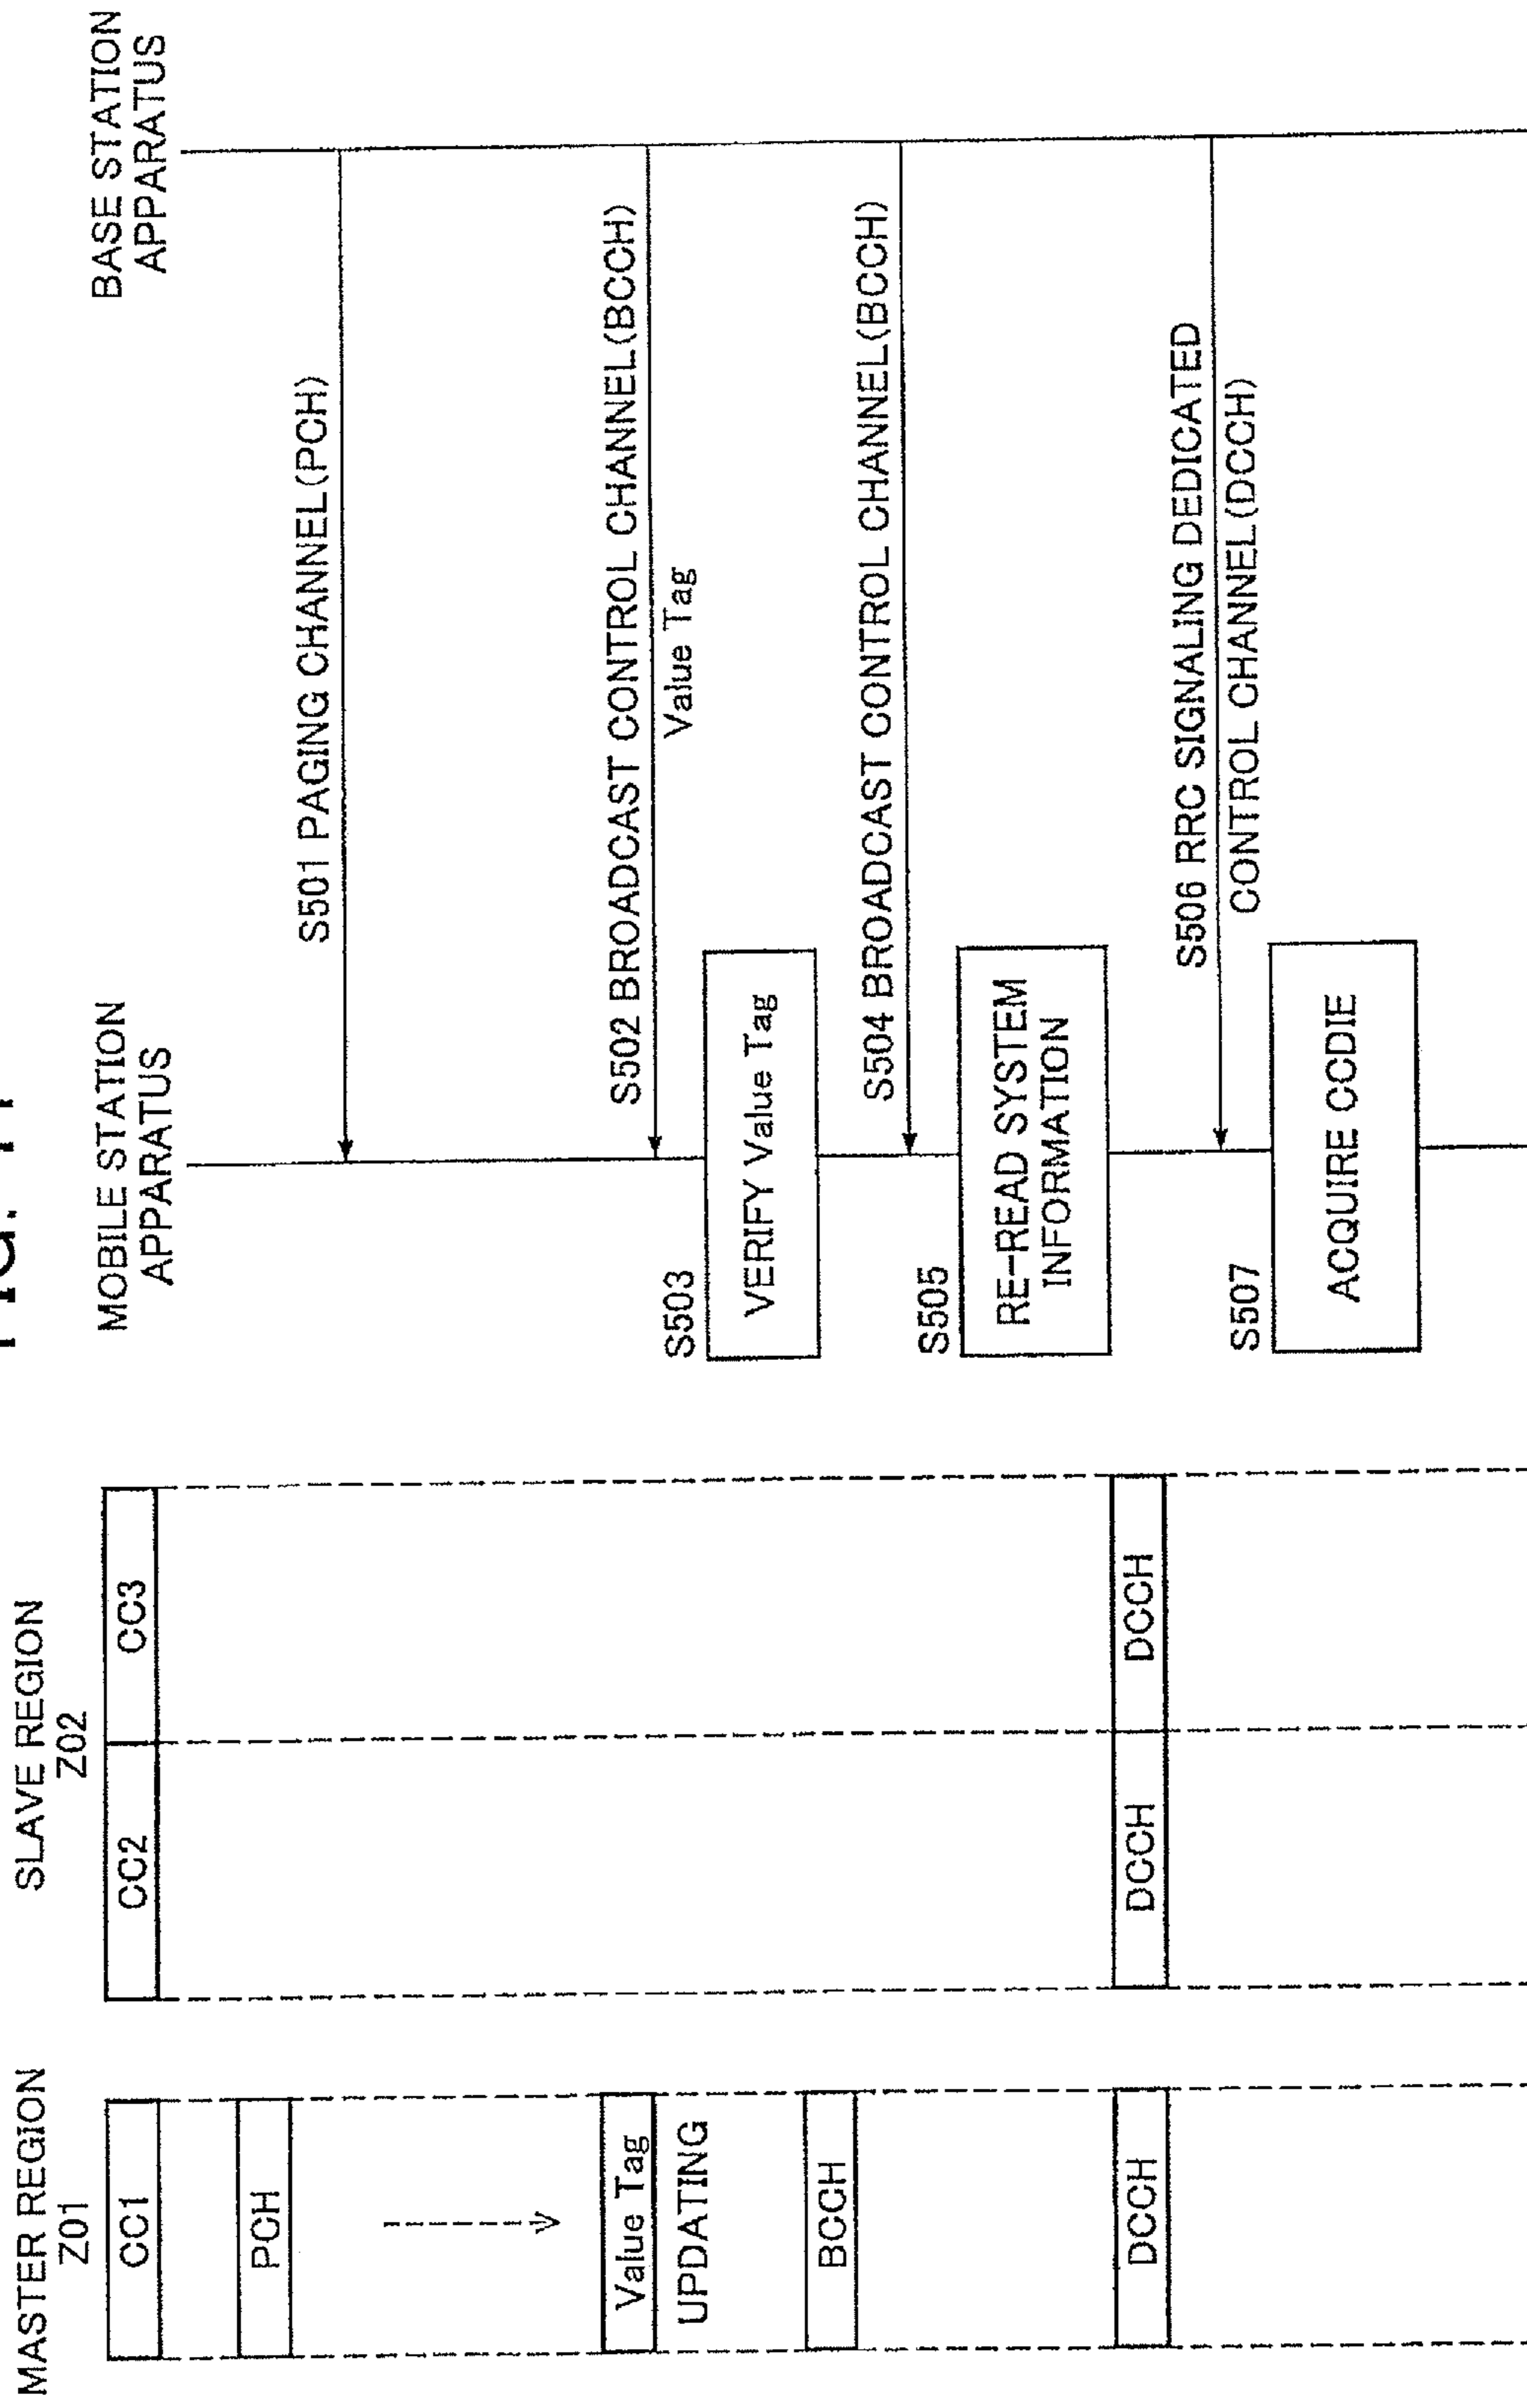 MASTER REGION
Z01
CC1
PCH
Value Tag
UPDATING
BCCH
DCCH
SLAVE REGION
Z02
CC2
CC3
DCCH
DCCH
MOBILE STATION
APPARATUS
BASE STATION
APPARATUS
S501 PAGING CHANNEL(PCH)
S502 BROADCAST CONTROL CHANNEL(BCCH)
Value Tag
S503
VERIFY Value Tag
S504 BROADCAST CONTROL CHANNEL(BCCH)
S505
RE-READ SYSTEM
INFORMATION
S506 RRC SIGNALING DEDICATED
CONTROL CHANNEL(DCCH)
S507
ACQUIRE CCDIE